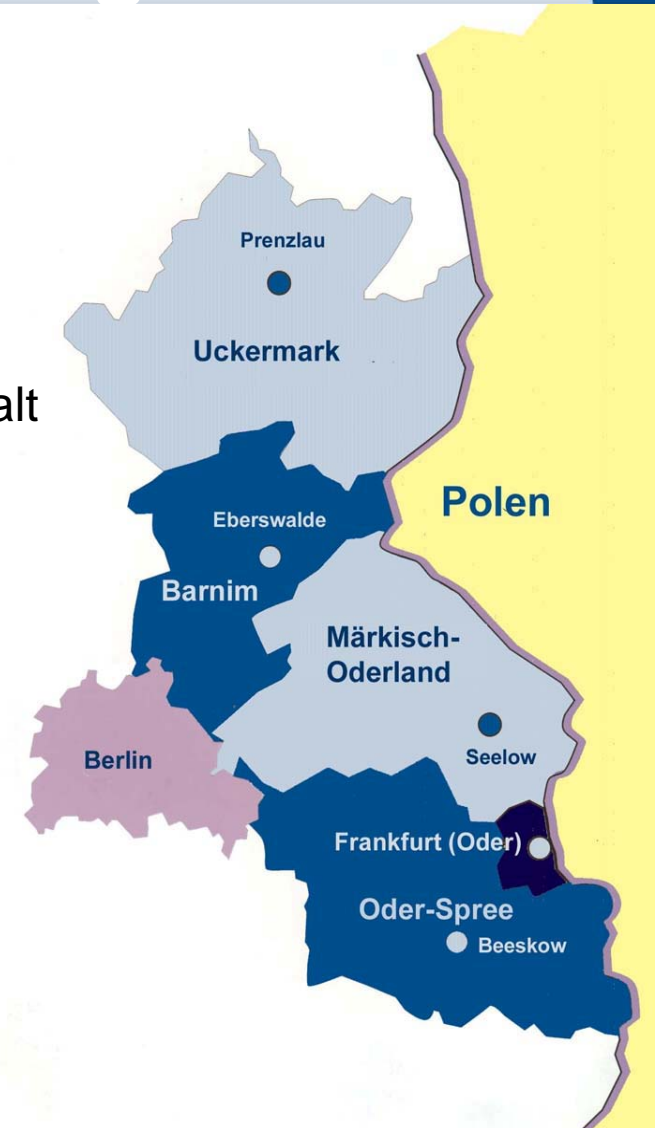 Prenzlau
Uckermark
alt
Polen
Eberswalde
Barnim
Märkisch-
Oderland
Berlin
Seelow
Frankfurt (Oder)
Oder-Spree
Beeskow